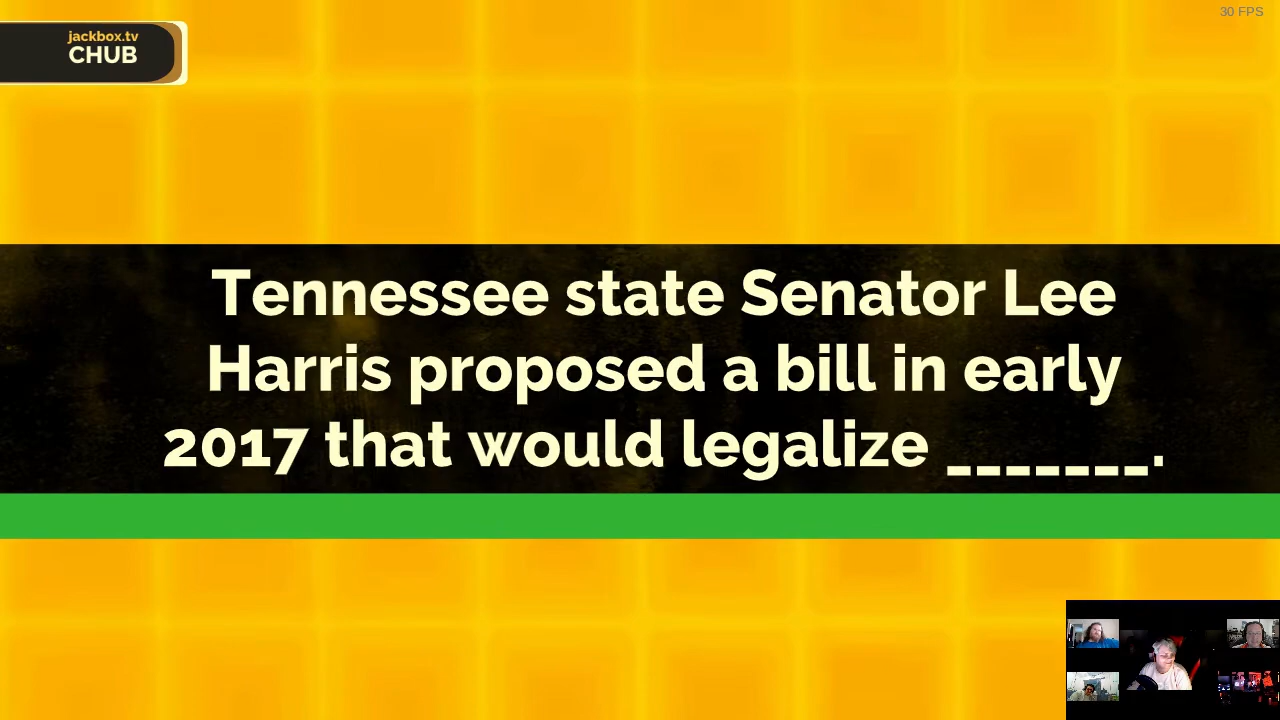 30 FPS
jackbox.tv
CHUB
Tennessee state Senator Lee
Harris proposed a bill in early
2017 that would legalize _______.